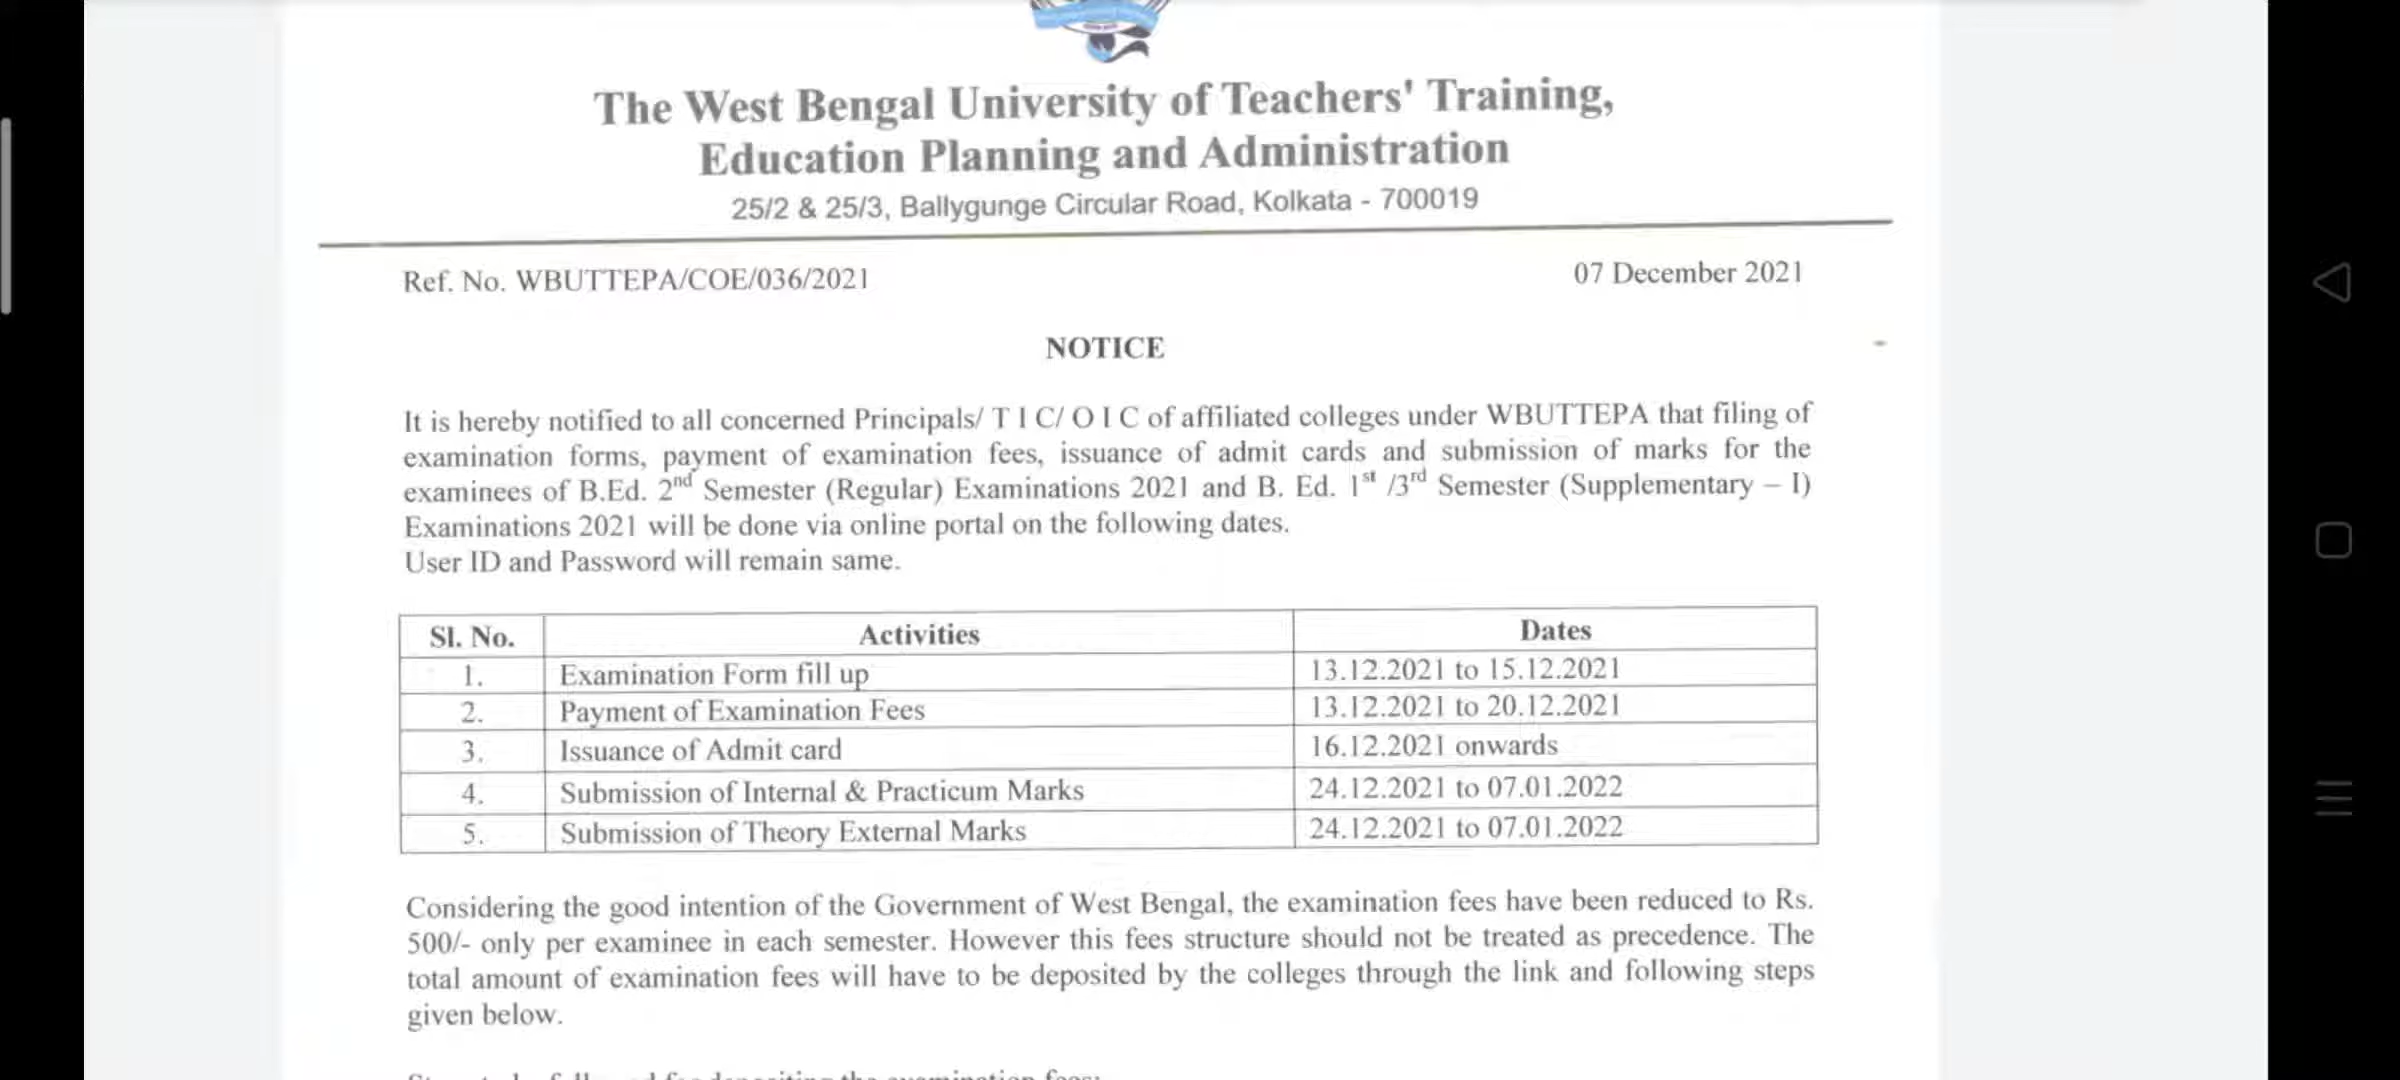 The West Bengal University of Teachers' Training,
Education Planning and Administration
25/2 & 25/3, Ballygunge Circular Road, Kolkata - 700019
Ref. No. WBUTTEPA/COE/036/2021 07 December 2021
NOTICE
It is hereby notified to all concerned Principals/ T I C/ O I C of affiliated colleges under WBUTTEPA that filing of
examination forms, payment of examination fees, issuance of admit cards and submission of marks for the
examinees of B.Ed. 2nd Semester (Regular) Examinations 2021 and B. Ed. 1st /3rd Semester (Supplementary – I)
Examinations 2021 will be done via online portal on the following dates.
User ID and Password will remain same.
Sl. No. Activities Dates
1. Examination Form fill up 13.12.2021 to 15.12.2021
2. Payment of Examination Fees 13.12.2021 to 20.12.2021
3. Issuance of Admit card 16.12.2021 onwards
4. Submission of Internal & Practicum Marks 24.12.2021 to 07.01.2022
5. Submission of Theory External Marks 24.12.2021 to 07.01.2022
Considering the good intention of the Government of West Bengal, the examination fees have been reduced to Rs.
500/- only per examinee in each semester. However this fees structure should not be treated as precedence. The
total amount of examination fees will have to be deposited by the colleges through the link and following steps
given below.